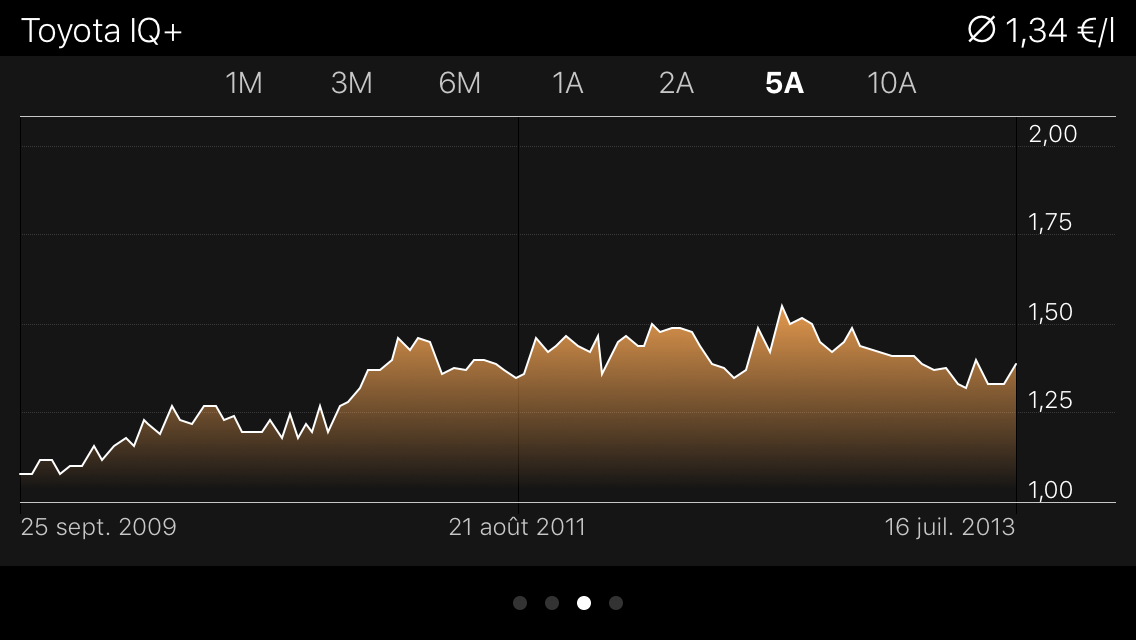 Toyota IQ+
Ø 1,34 €/l
1M 3M 6M 1A 2A 5A 10A
2,00
1,75
1,50
1,25
1,00
25 sept. 2009 21 août 2011 16 juil. 2013